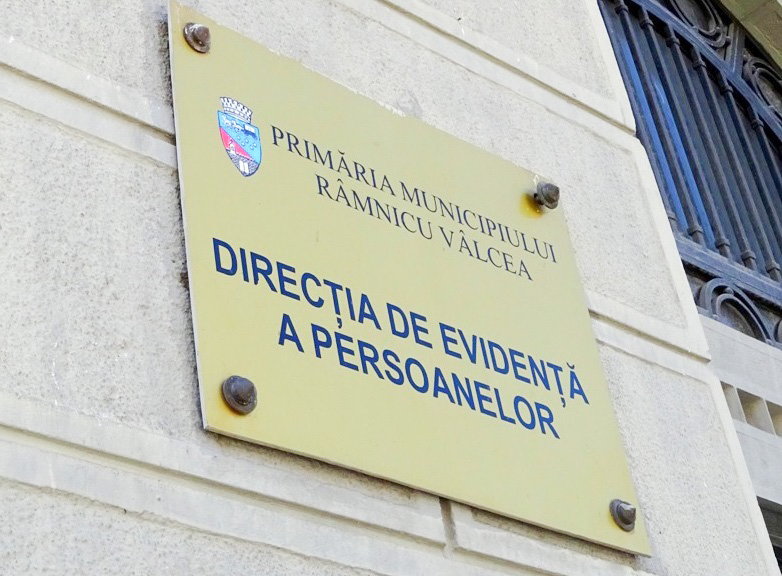 PRIMĂRIA MUNICIPIULUI
RÂMNICU VÂLCEA
DIRECȚIA DE EVIDENȚĂ
A PERSOANELOR